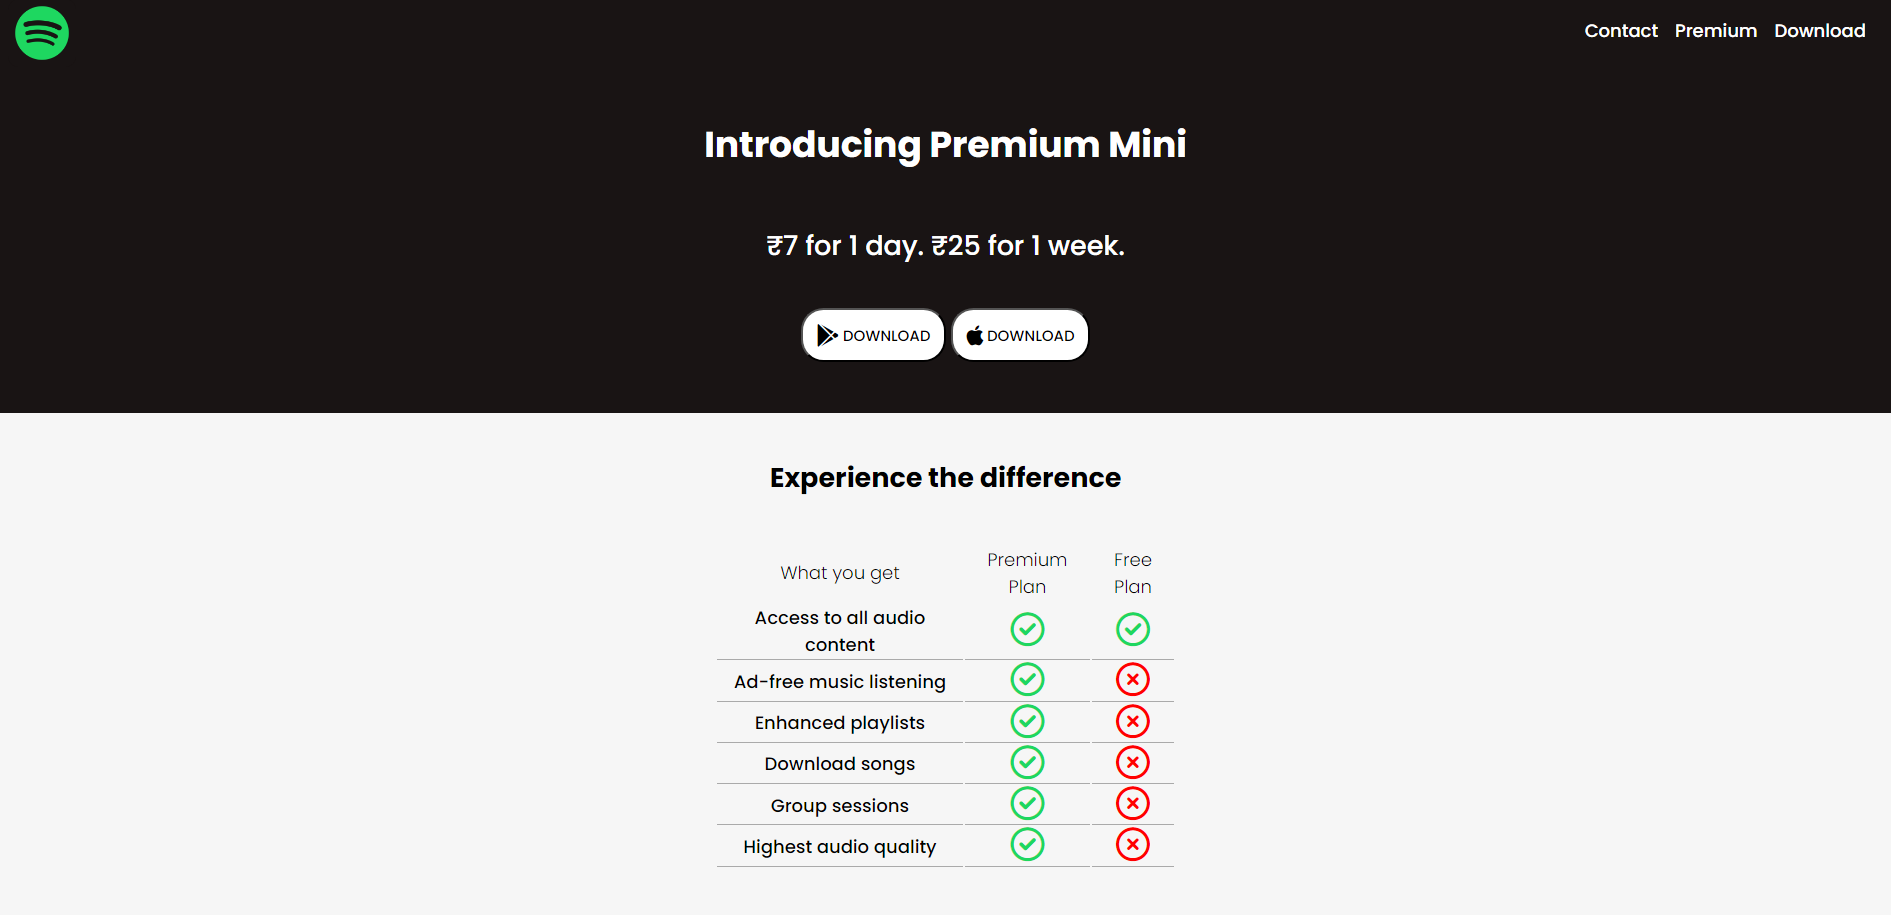 Contact Premium Download
Introducing Premium Mini
₹7 for 1 day. ₹25 for 1 week.
DOWNLOAD DOWNLOAD
Experience the difference
What you get
Premium
Plan
Free
Plan
Access to all audio
content
Ad-free music listening
Enhanced playlists
Download songs
Group sessions
Highest audio quality